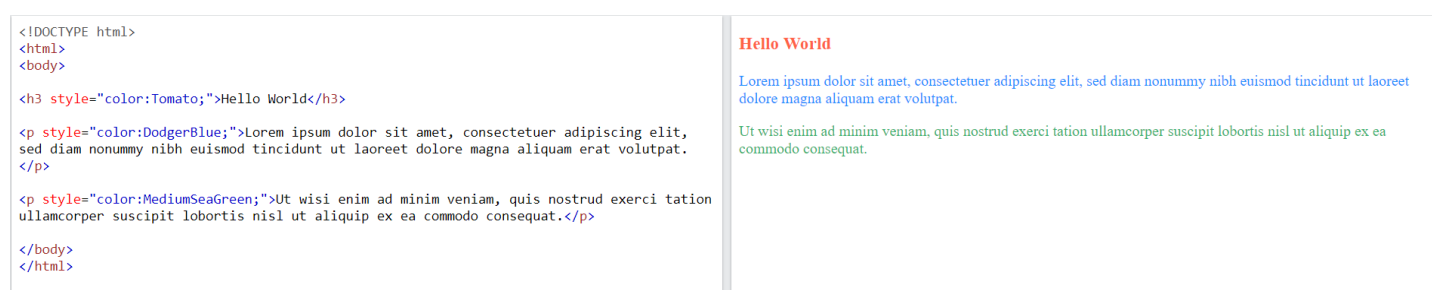 <!DOCTYPE html>
<html>
<body>
<h3 style="color:Tomato;">Hello World</h3>
<p style="color:DodgerBlue;">Lorem ipsum dolor sit amet, consectetuer adipiscing elit,
sed diam nonummy nibh euismod tincidunt ut laoreet dolore magna aliquam erat volutpat.
</p>
<p style="color:MediumSeaGreen;">Ut wisi enim ad minim veniam, quis nostrud exerci tation
ullamcorper suscipit lobortis nisl ut aliquip ex ea commodo consequat.</p>
</body>
</html>
Hello World
Lorem ipsum dolor sit amet, consectetuer adipiscing elit, sed diam nonummy nibh euismod tincidunt ut laoreet
dolore magna aliquam erat volutpat.
Ut wisi enim ad minim veniam, quis nostrud exerci tation ullamcorper suscipit lobortis nisl ut aliquip ex ea
commodo consequat.